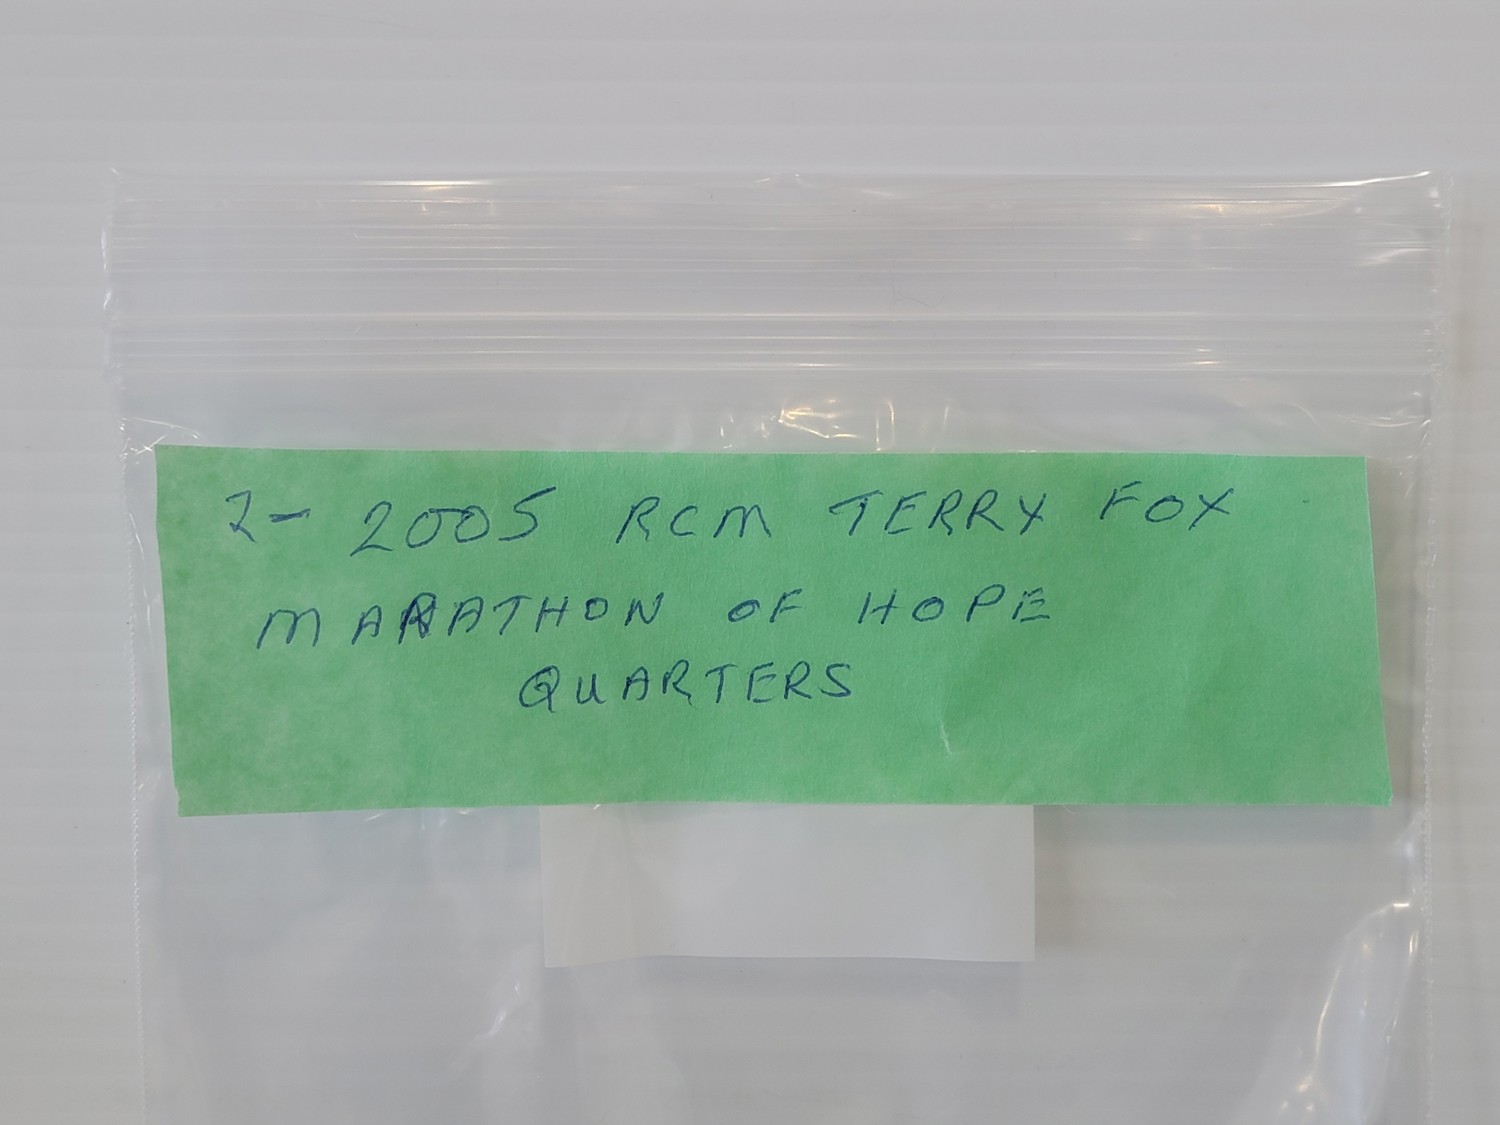 2- 2005 RCM TERRY FOX
MARATHON OF HOPE
QUARTERS